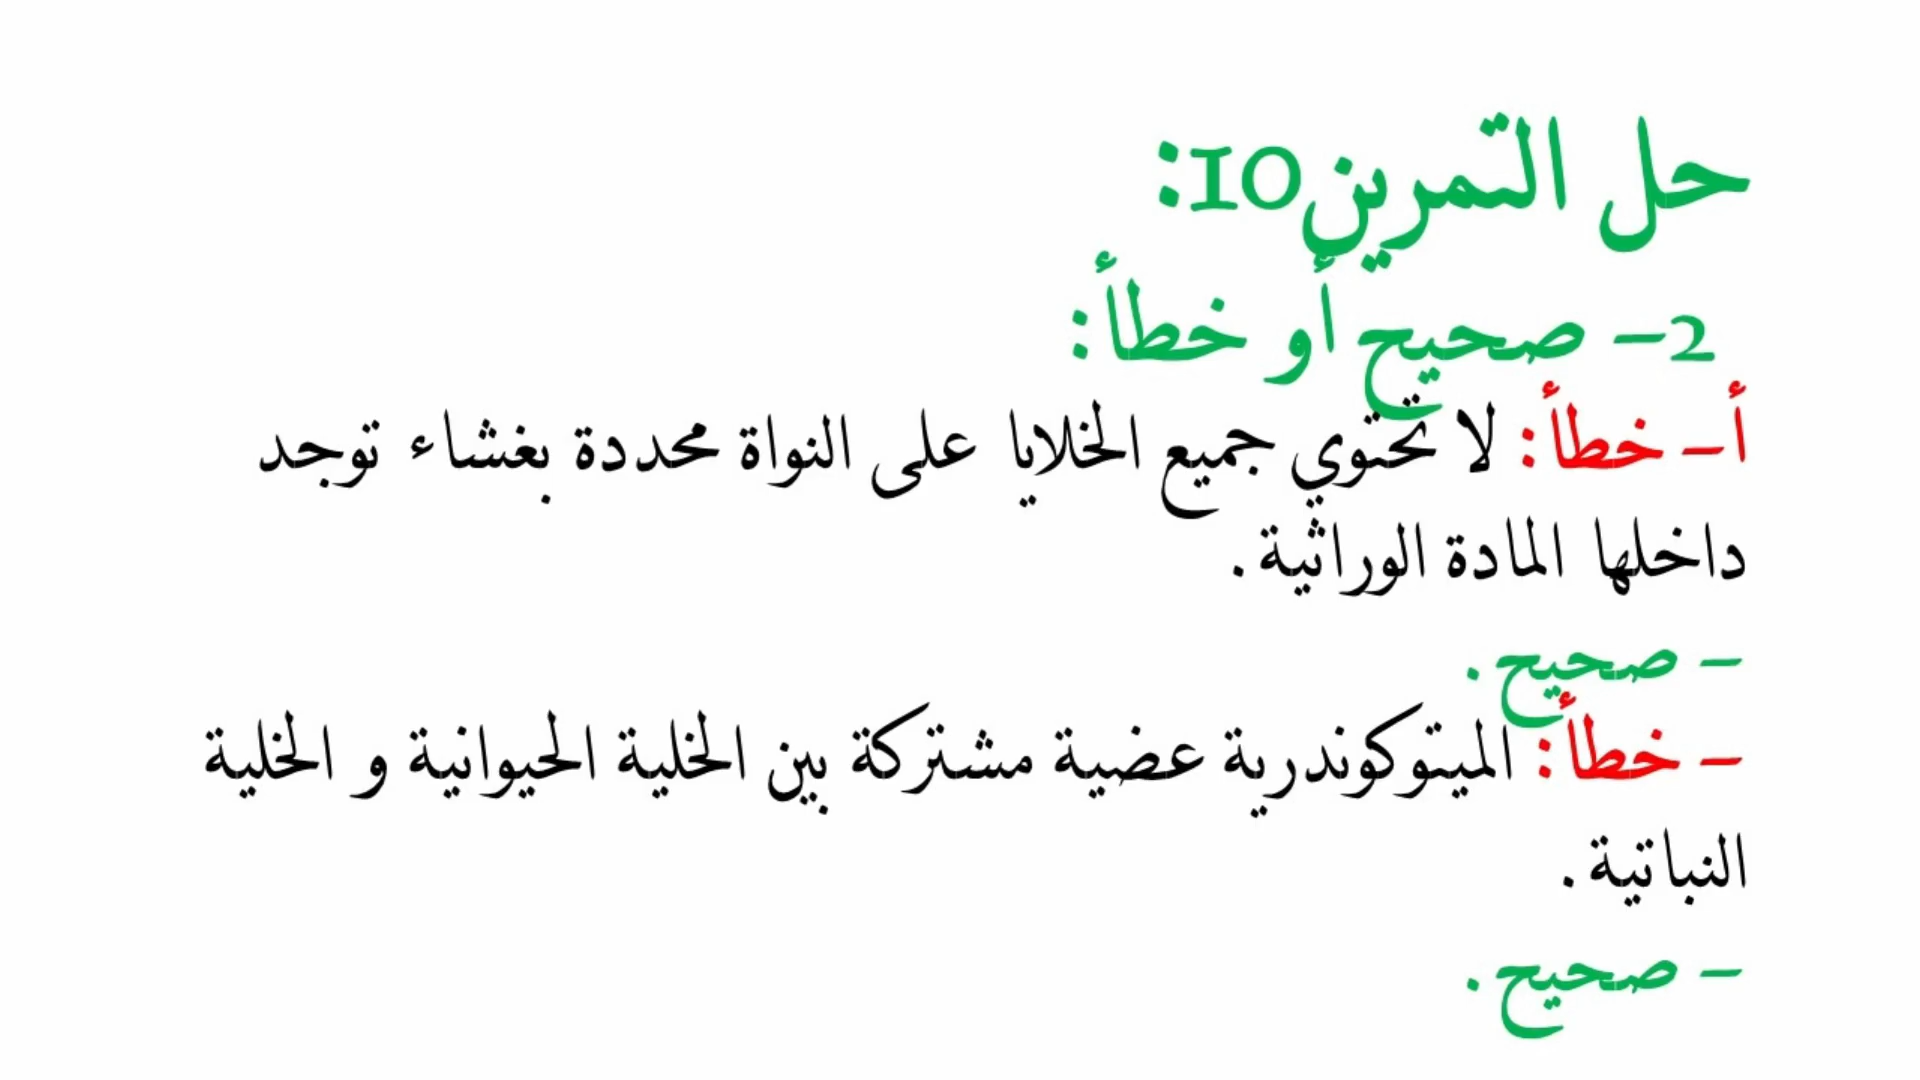 حل التمرين10:
2- صحيح أو خطأ:
أ- خطأ: لا تحتوي جميع الخلايا على النواة محددة بغشاء توجد
داخلها المادة الوراثية.
- صحيح.
- خطأ: الميتوكوندرية عضية مشتركة بين الخلية الحيوانية و الخلية
النباتية.
- صحيح.